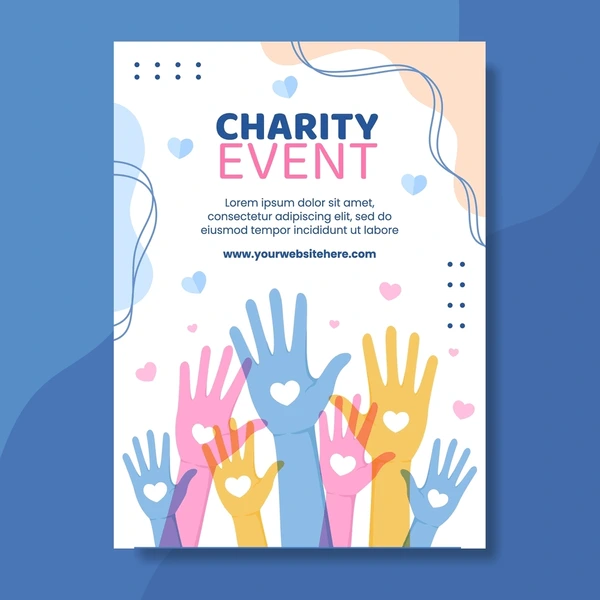 CHARITY
EVENT
Lorem ipsum dolor sit amet,
consectetur adipiscing elit, sed do
eiusmod tempor incididunt ut labore
www.yourwebsitehere.com